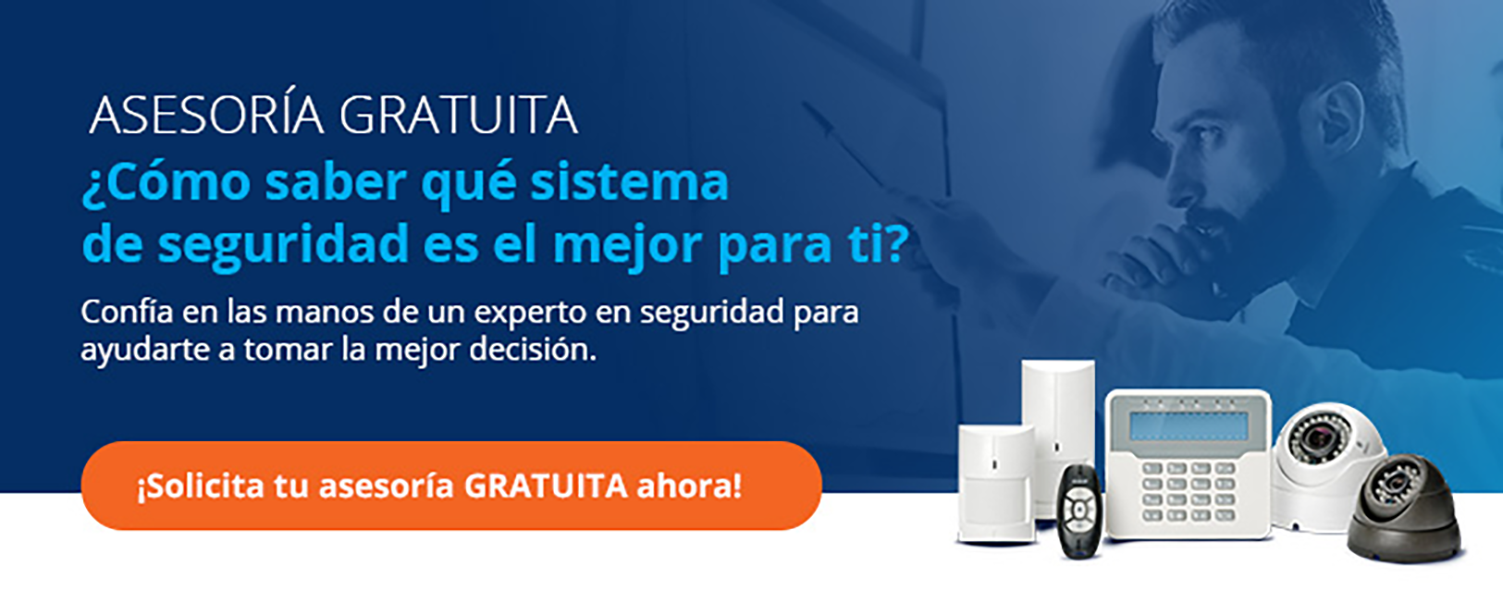 ASESORÍA GRATUITA
¿Cómo saber qué sistema
de seguridad es el mejor para ti?
Confía en las manos de un experto en seguridad para
ayudarte a tomar la mejor decisión.
¡Solicita tu asesoría GRATUITA ahora!